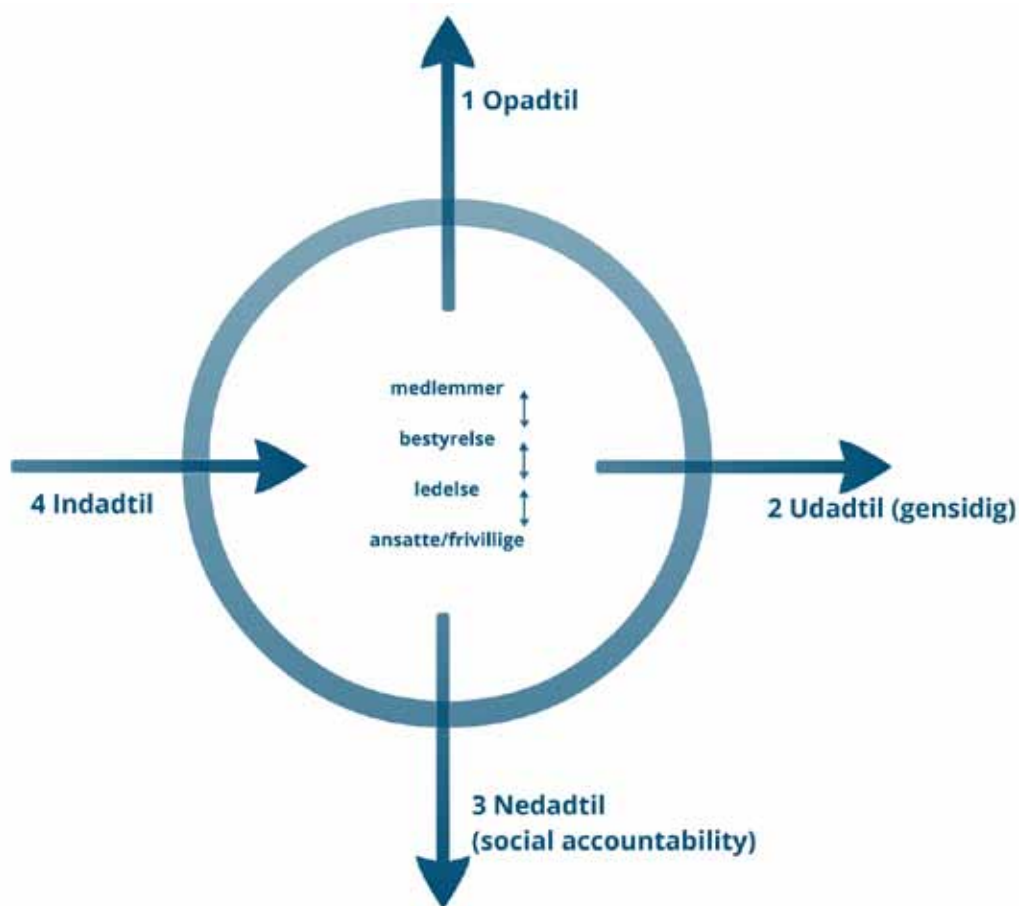 1 Opadtil
medlemmer
bestyrelse
ledelse
ansatte/frivillige
4 Indadtil
2 Udadtil (gensidig)
3 Nedadtil
(social accountability)